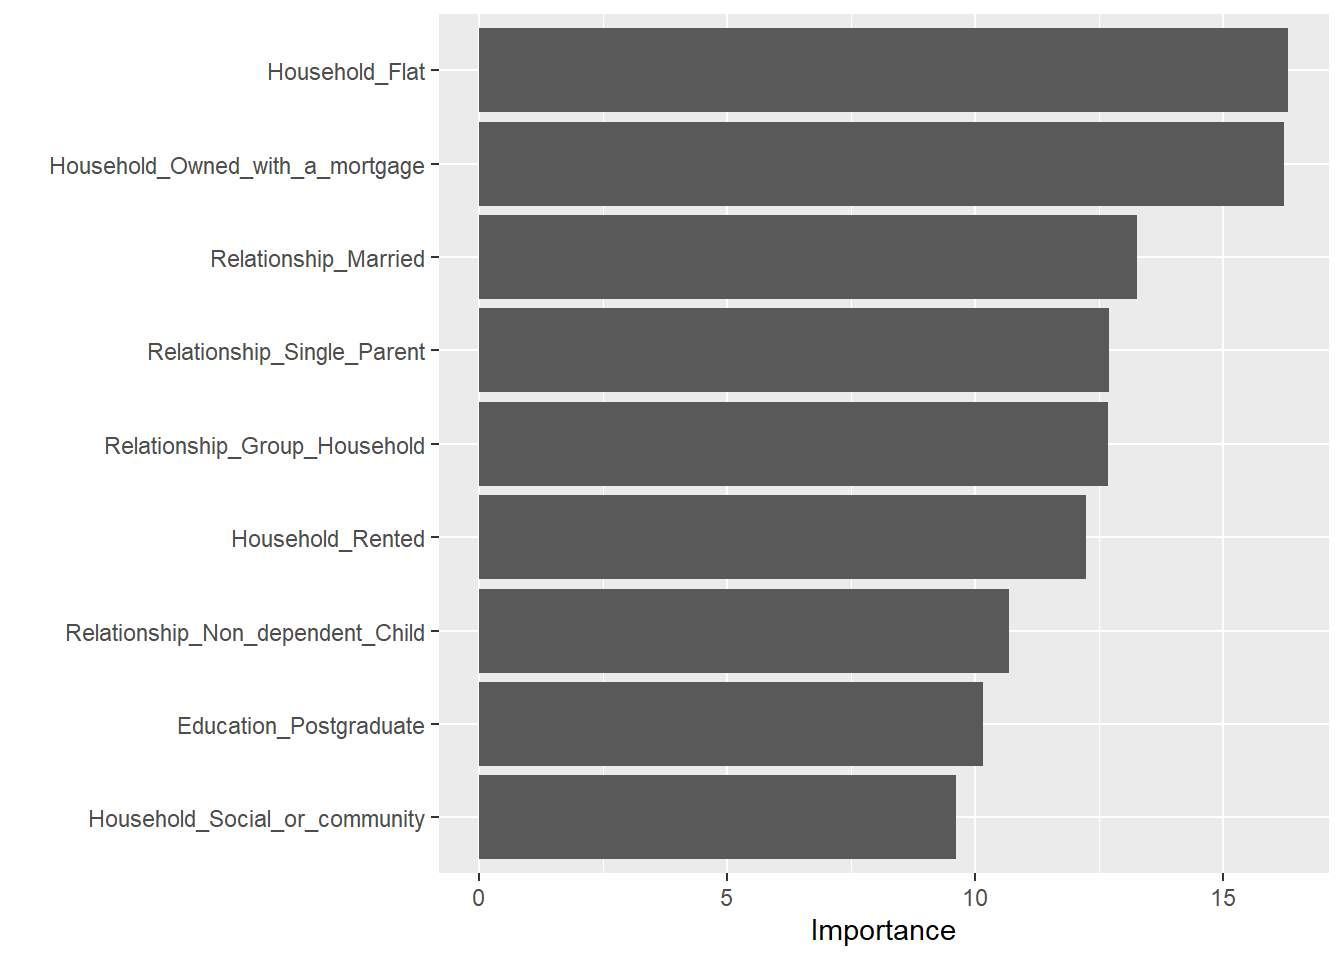 Household_Flat
Household_Owned_with_a_mortgage
Relationship_Married
Relationship_Single_Parent
Relationship_Group_Household
Household_Rented
Relationship_Non_dependent_Child
Education_Postgraduate
Household_Social_or_community
0 5 10 15
Importance